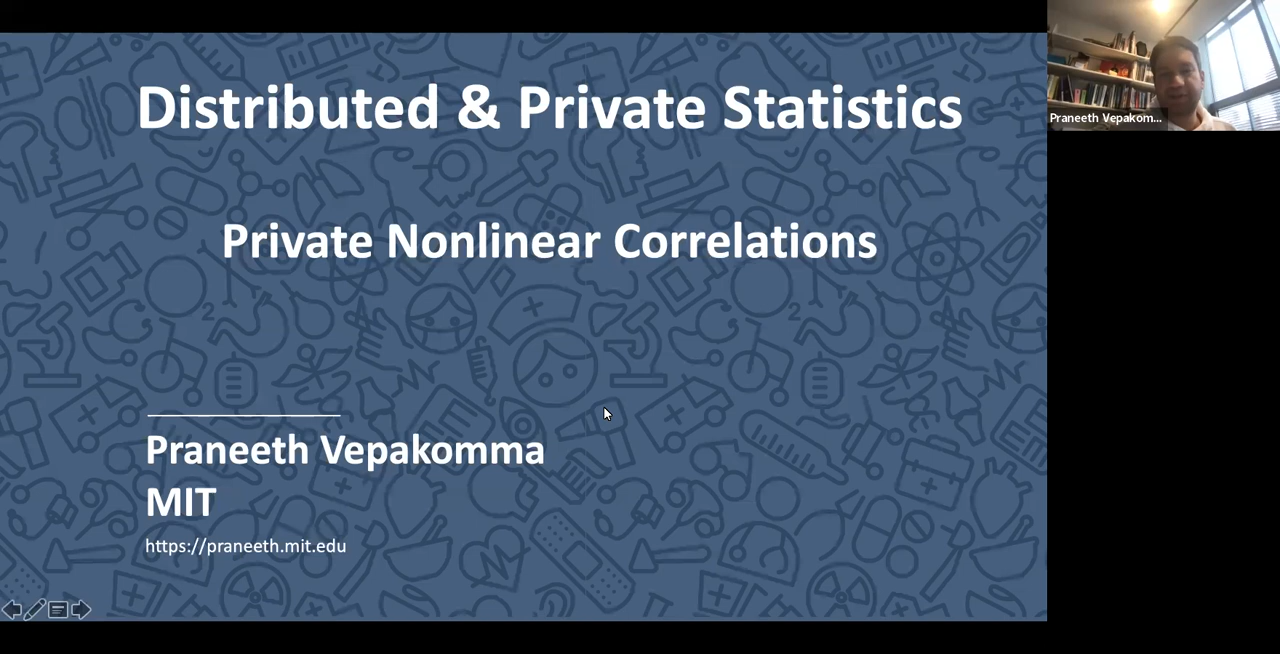 Distributed & Private Statistics
Private Nonlinear Correlations
Praneeth Vepakomma
MIT
https://praneeth.mit.edu
Praneeth Vepakom...